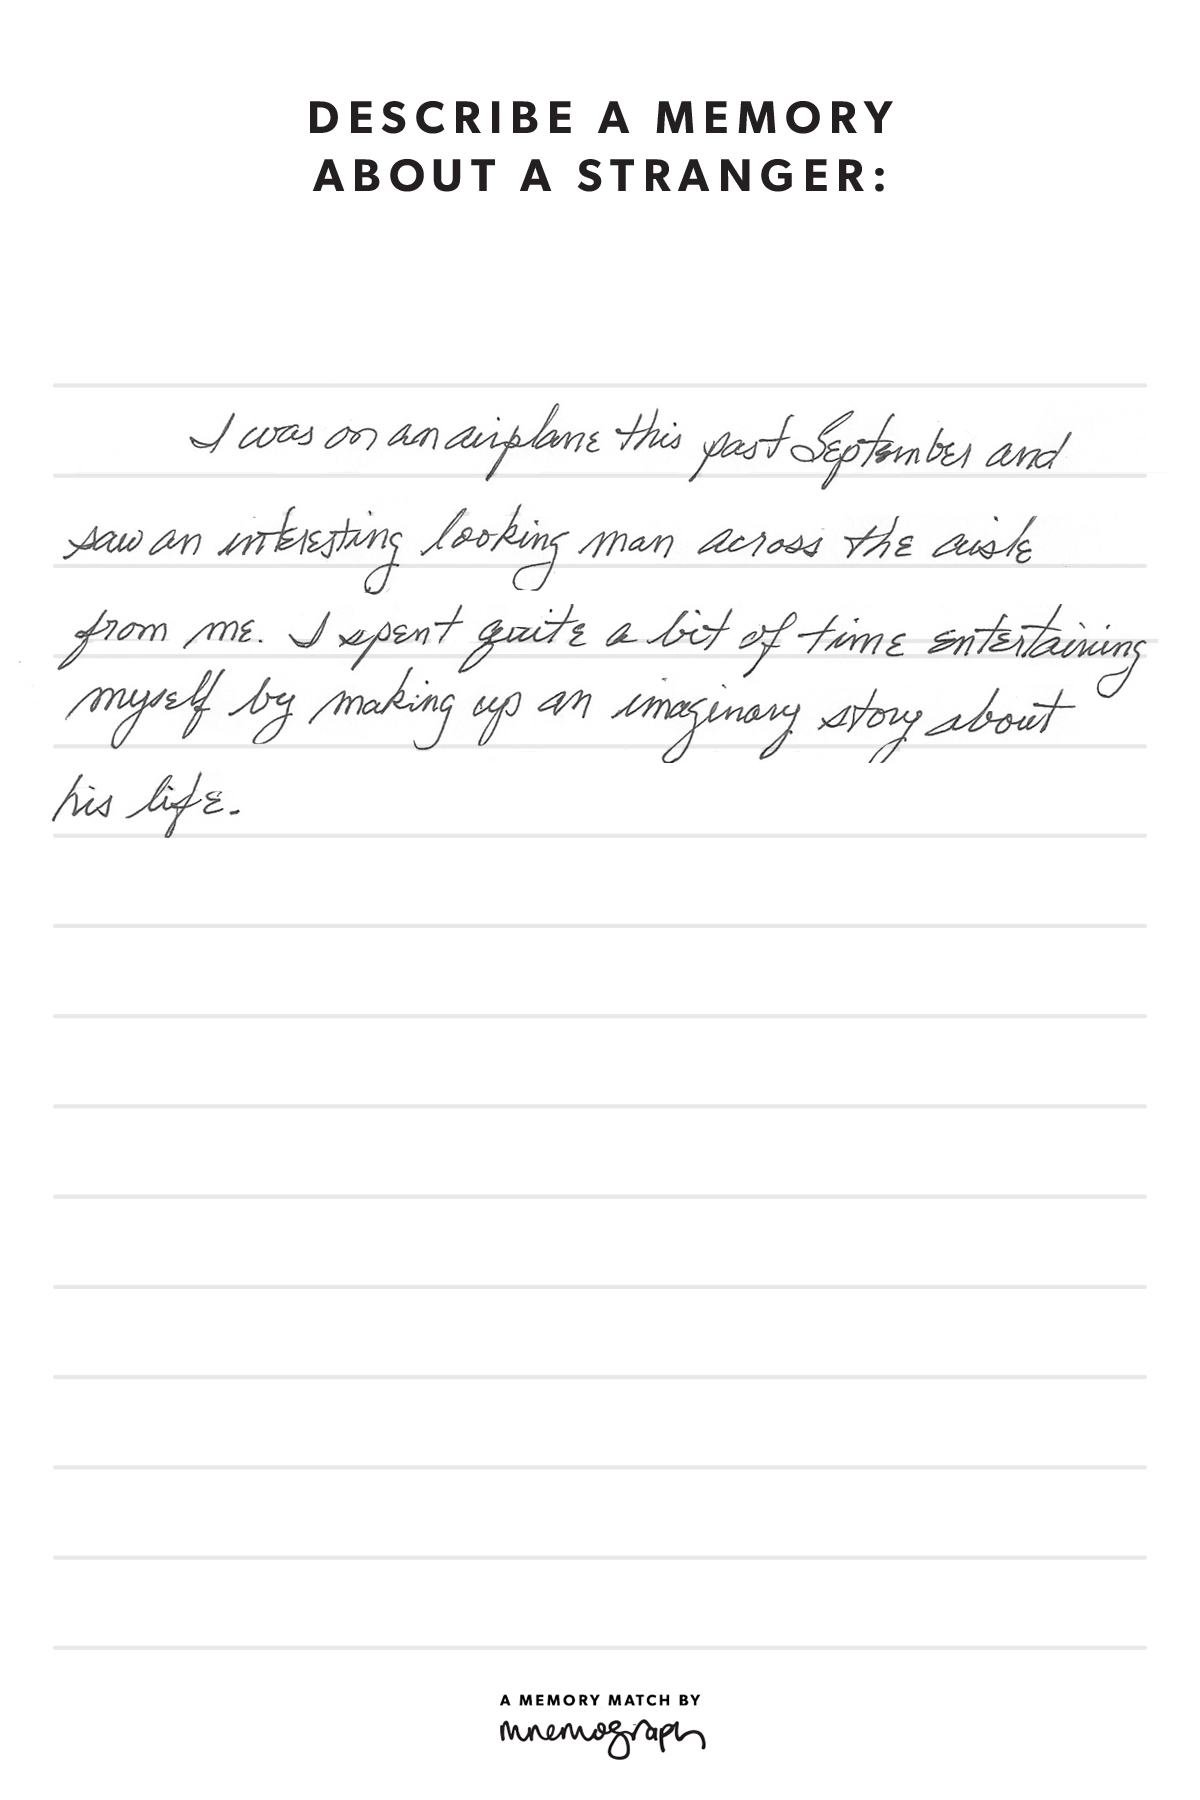 DESCRIBE A MEMORY
ABOUT A STRANGER:
I was on an airplane this past September and
saw an interesting looking man across the aisle
from me. I spent quite a bit of time entertaining
myself by making up an imaginary story about
his life.
A MEMORY MATCH BY
mnemograph